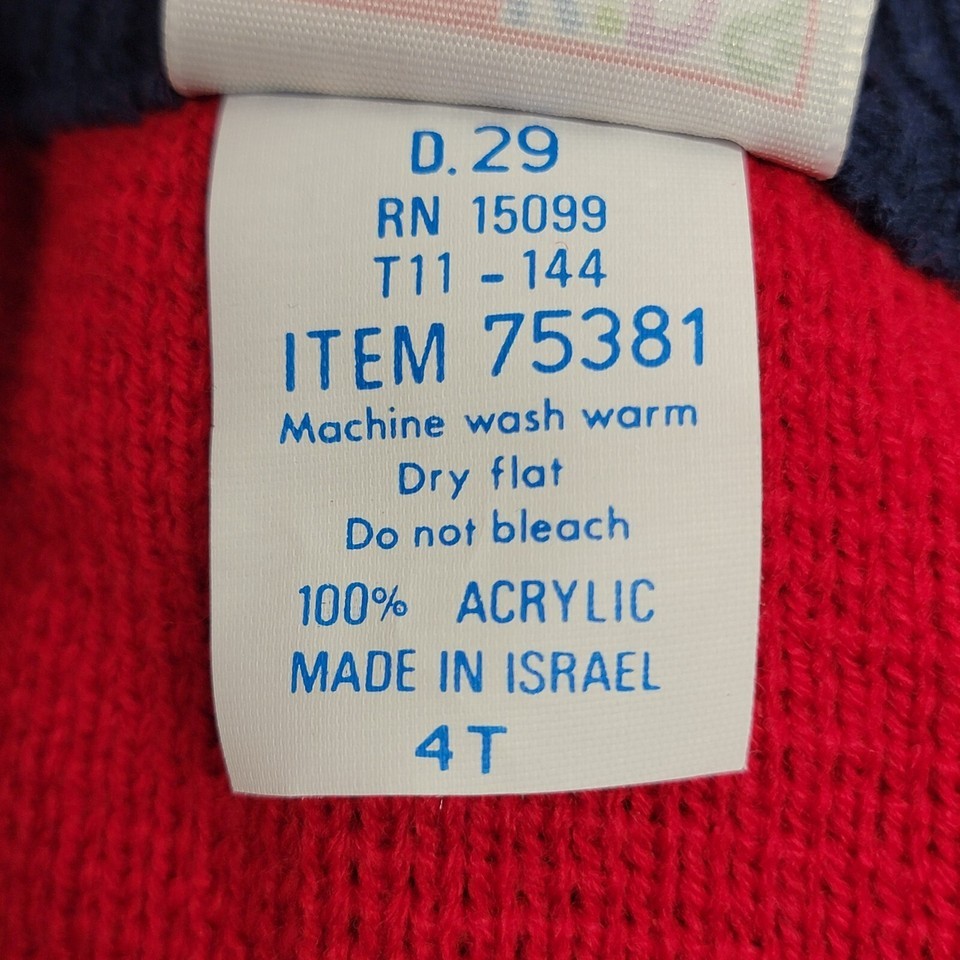 D. 29
RN 15099
T11 - 144
ITEM 75381
Machine wash warm
Dry flat
Do not bleach
100% ACRYLIC
MADE IN ISRAEL
4T